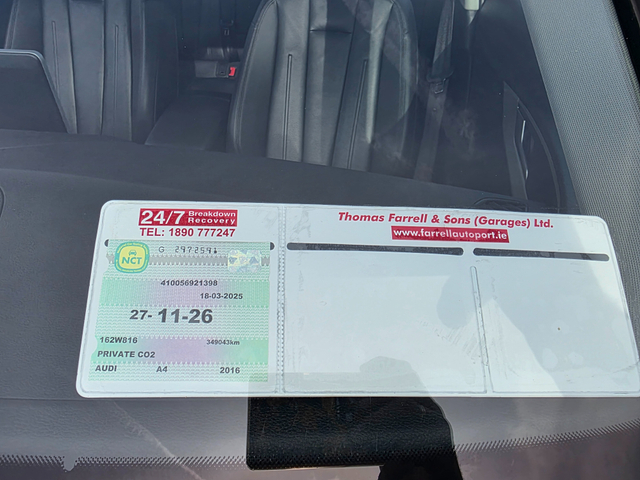 24/7 Breakdown Recovery
TEL: 1890 777247
Thomas Farrell & Sons (Garages) Ltd.
www.farrellautoport.ie
NCT
G 2972591
410056921398
18-03-2025
27- 11-26
162W816 349043km
PRIVATE CO2
AUDI A4 2016